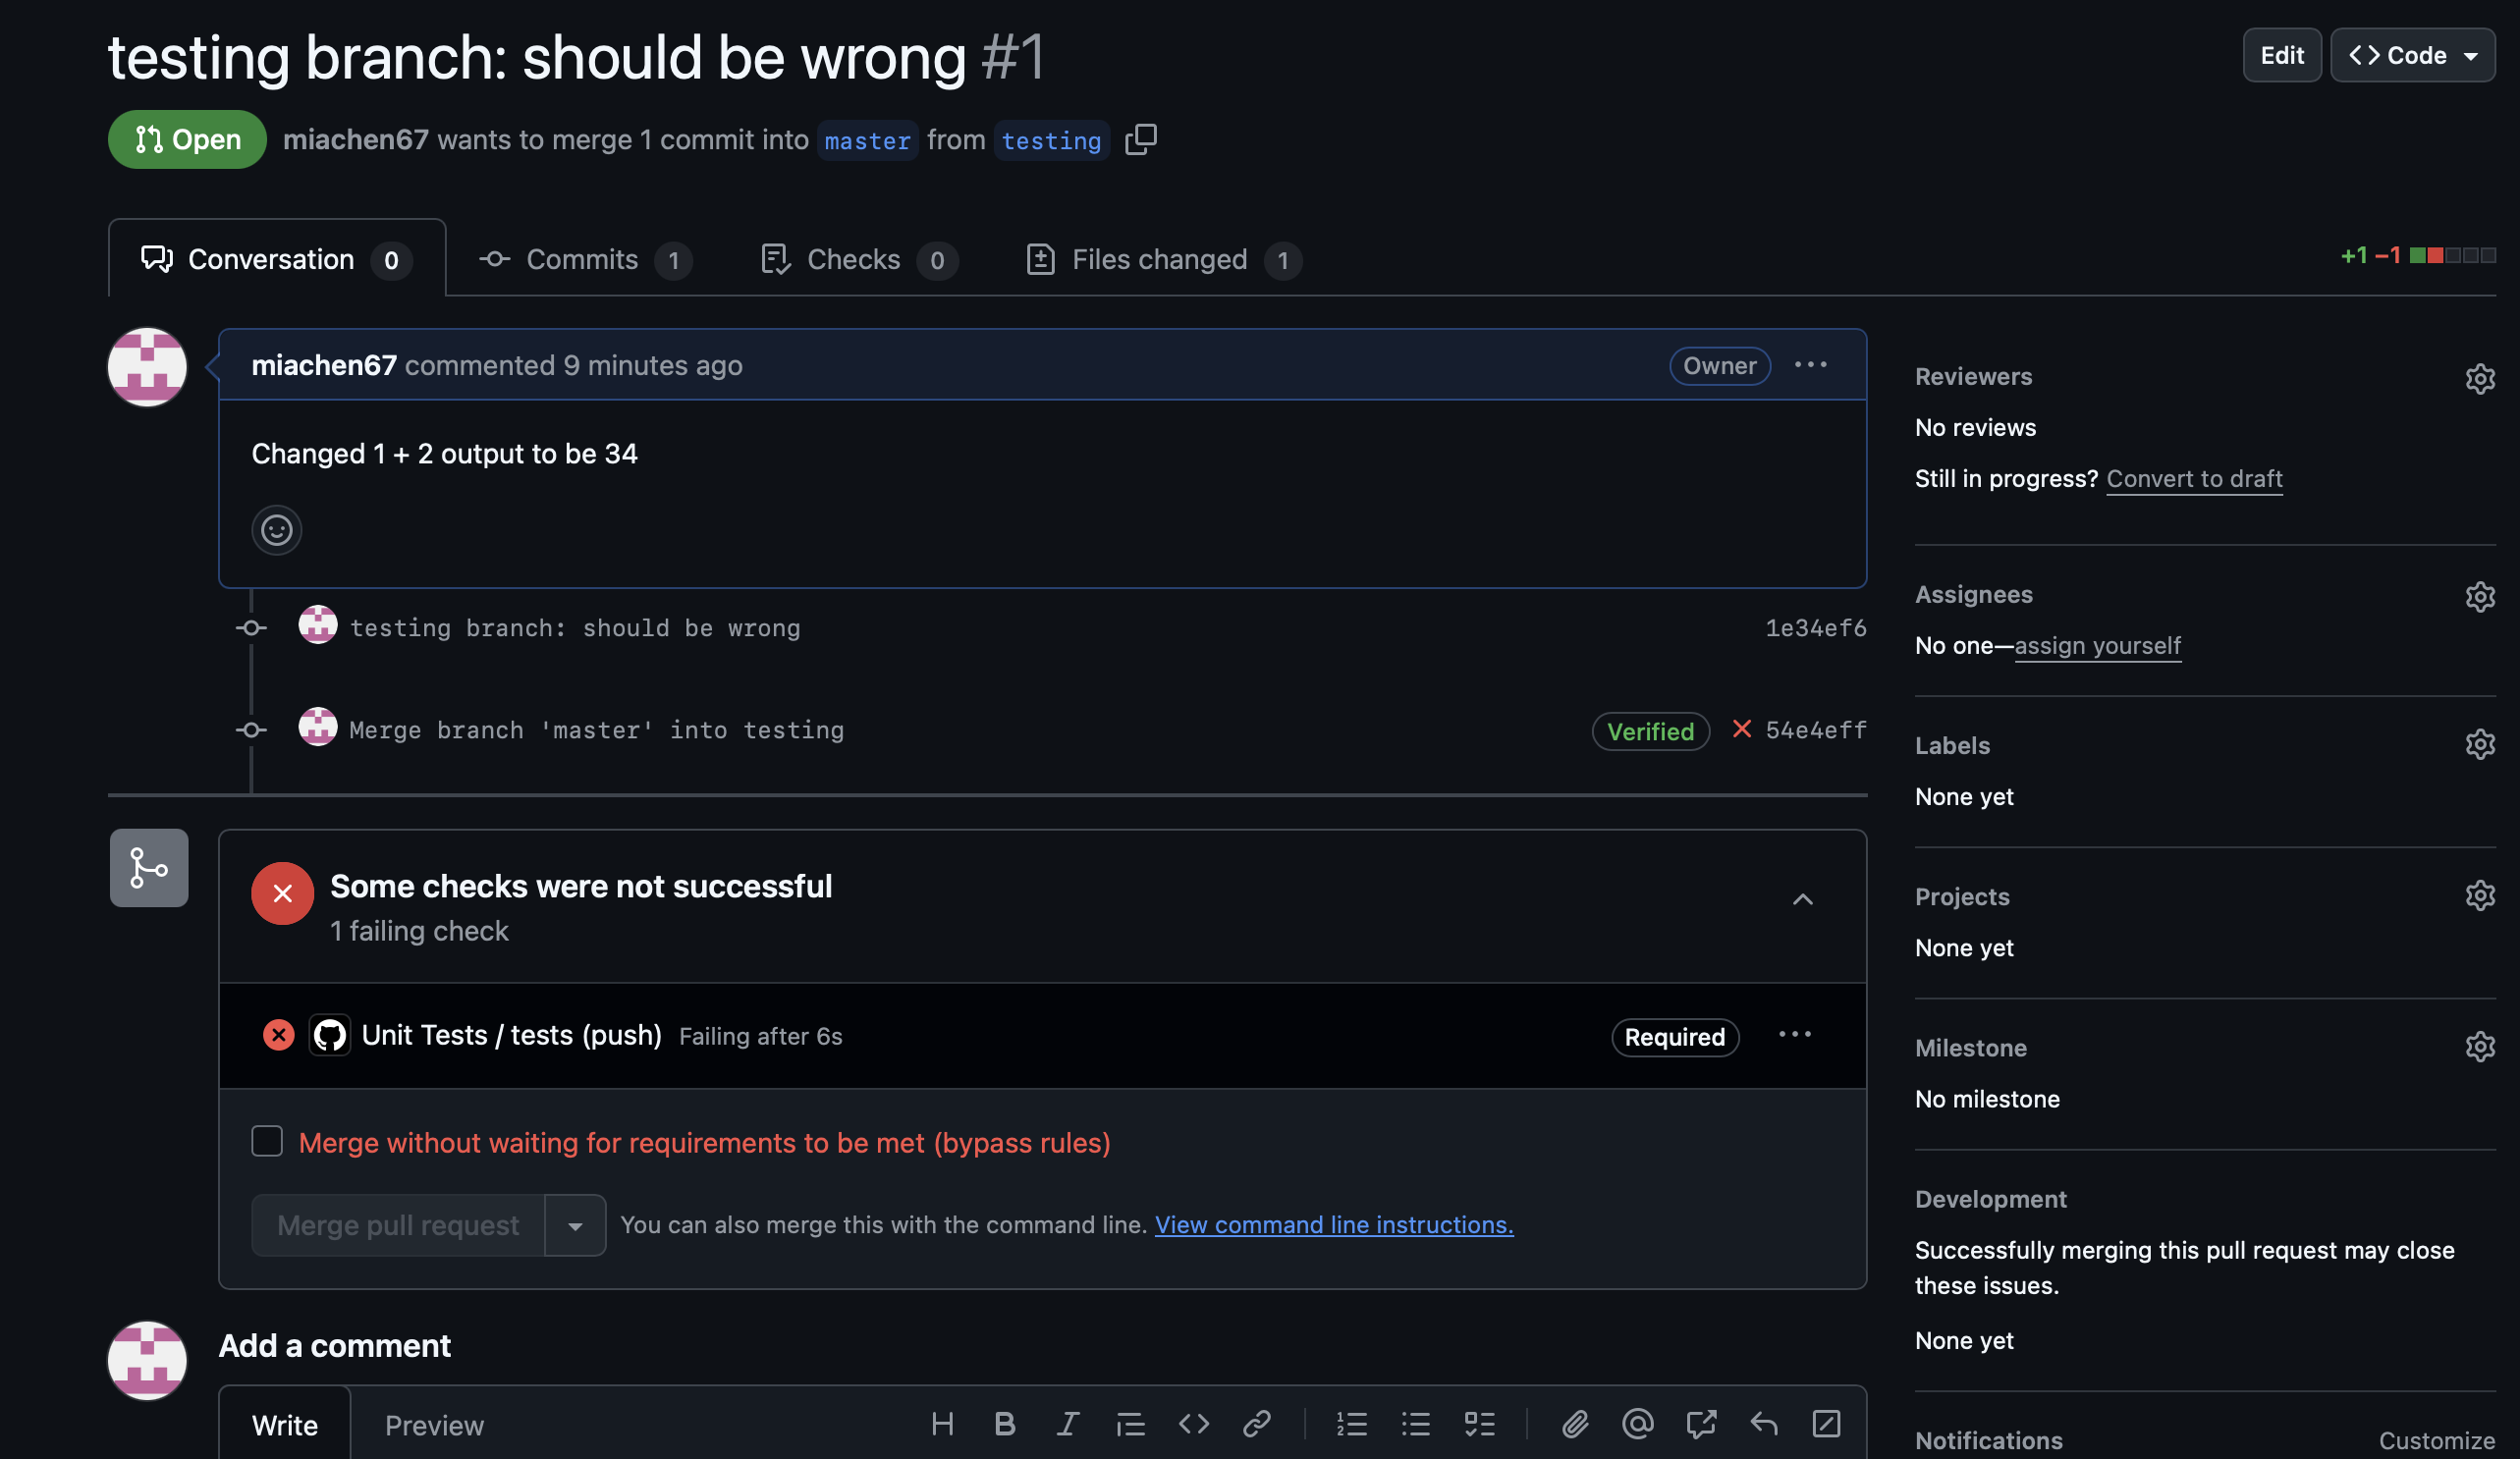 testing branch: should be wrong #1
Edit
<> Code
Open
miachen67 wants to merge 1 commit into master from testing
Conversation 0
Commits 1
Checks 0
Files changed 1
+1 −1
miachen67 commented 9 minutes ago
Owner
Changed 1 + 2 output to be 34
testing branch: should be wrong
1e34ef6
Merge branch 'master' into testing
Verified
54e4eff
Some checks were not successful
1 failing check
Unit Tests / tests (push) Failing after 6s
Required
Merge without waiting for requirements to be met (bypass rules)
Merge pull request
You can also merge this with the command line. View command line instructions.
Add a comment
Write
Preview
Reviewers
No reviews
Still in progress? Convert to draft
Assignees
No one—assign yourself
Labels
None yet
Projects
None yet
Milestone
No milestone
Development
Successfully merging this pull request may close
these issues.
None yet
Notifications
Customize